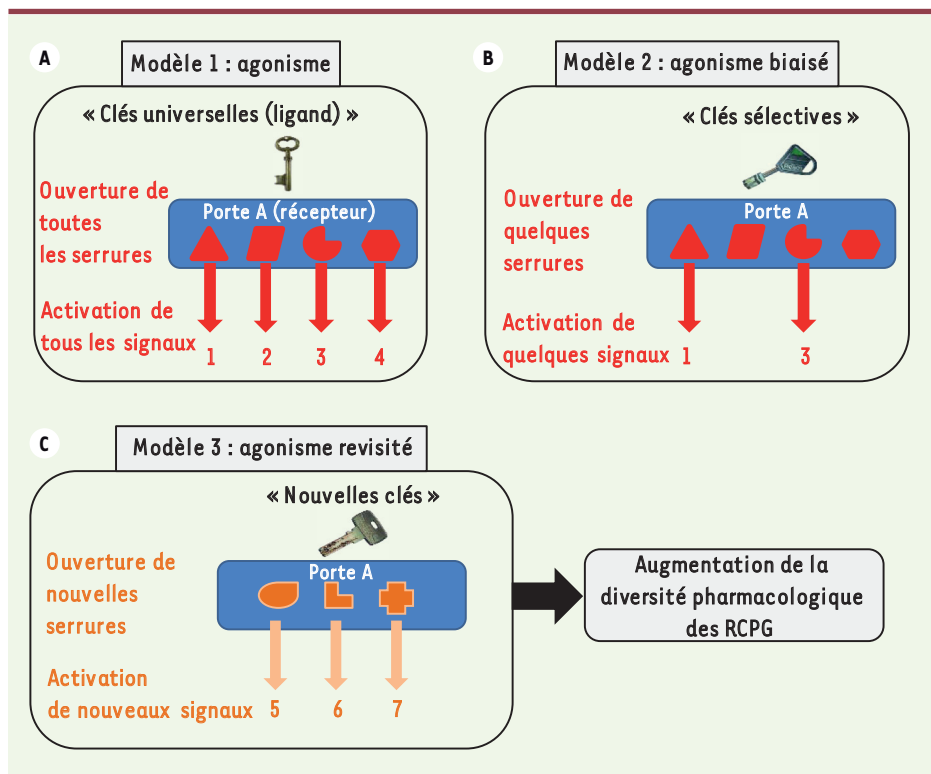 A
Modèle 1 : agonisme
« Clés universelles (ligand) »
Ouverture de
toutes
les serrures
Porte A (récepteur)
Activation de
tous les signaux
1 2 3 4
B
Modèle 2 : agonisme biaisé
« Clés sélectives »
Ouverture de
quelques
serrures
Porte A
Activation de
quelques signaux
1 3
C
Modèle 3 : agonisme revisité
« Nouvelles clés »
Ouverture de
nouvelles
serrures
Porte A
Activation
de nouveaux signaux
5 6 7
Augmentation de la
diversité pharmacologique
des RCPG